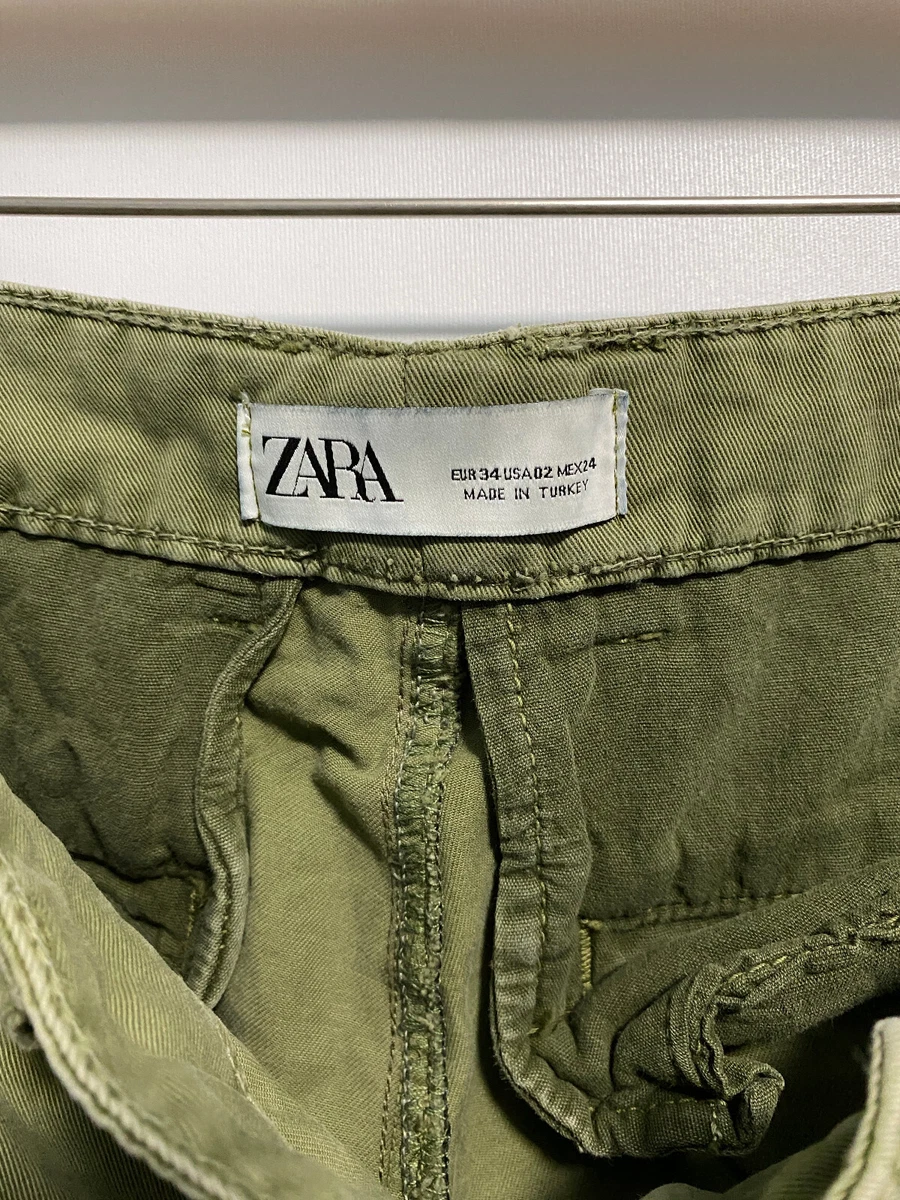 ZARA
EUR 34 USA 02 MEX 24
MADE IN TURKEY